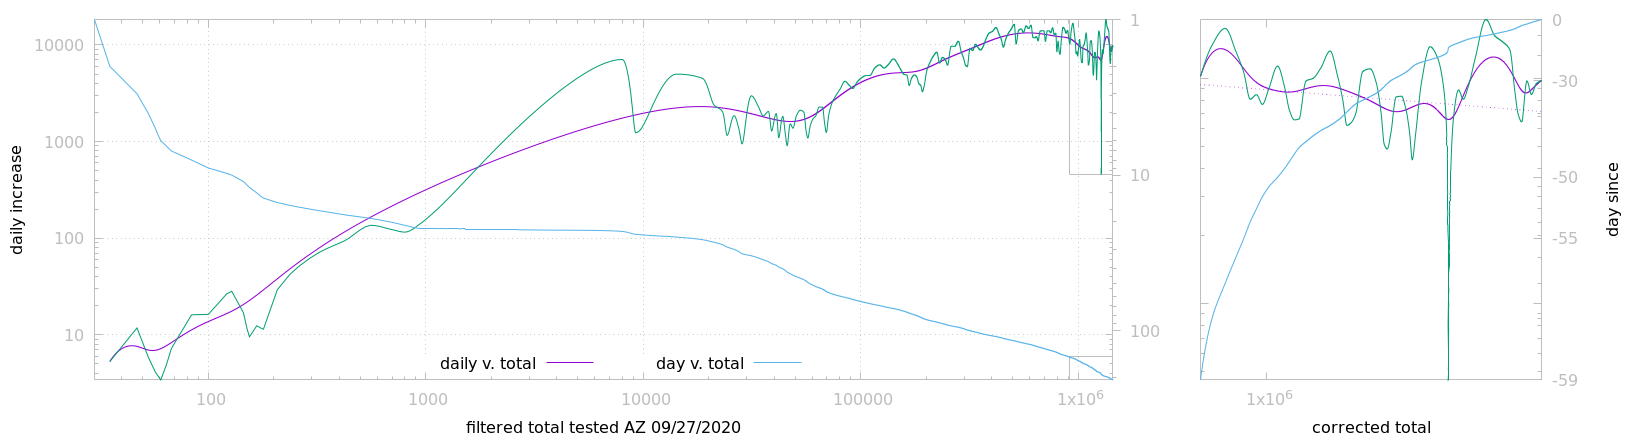 daily increase
10000
1000
100
10
100
1000
10000
100000
1x10^6
1
10
100
daily v. total
day v. total
filtered total tested AZ 09/27/2020
0
-30
-50
-55
-59
day since
1x10^6
corrected total